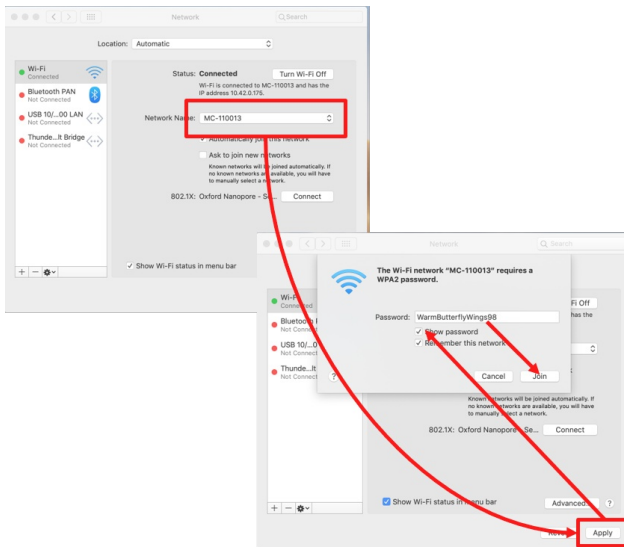 Network
Search
Location: Automatic
Wi-Fi
Connected
Bluetooth PAN
Not Connected
USB 10/...00 LAN
Not Connected
Thunde...lt Bridge
Not Connected
Status: Connected
Turn Wi-Fi Off
Wi-Fi is connected to MC-110013 and has the
IP address 10.42.0.175.
Network Name: MC-110013
Automatically join this network
Ask to join new networks
Known networks will be joined automatically. If
no known networks are available, you will have
to manually select a network.
802.1X: Oxford Nanopore - Se...
Connect
Show Wi-Fi status in menu bar
Network
Search
The Wi-Fi network “MC-110013” requires a
WPA2 password.
Password: WarmButterflyWings98
Show password
Remember this network
?
Cancel
Join
Wi-Fi
Connected
Bluetooth
Not Connect
USB 10/...0
Not Connect
Thunde...lt
Not Connect
Fi Off
has the
Known networks will be joined automatically. If
no known networks are available, you will have
to manually select a network.
802.1X: Oxford Nanopore - Se...
Connect
Show Wi-Fi status in menu bar
Advanced...
?
Apply